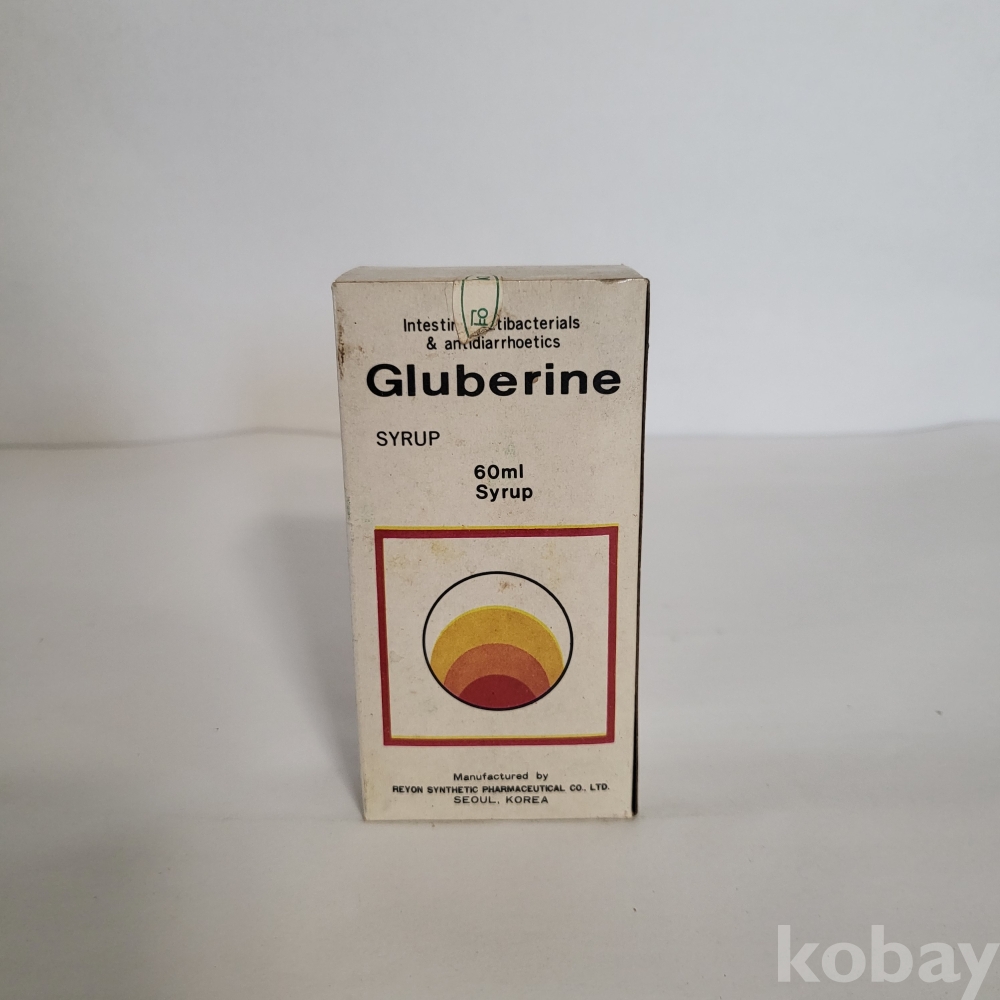 & antidiarrhoetics
Gluberine
SYRUP
60ml
Syrup
Manufactured by
REYON SYNTHETIC PHARMACEUTICAL CO., LTD.
SEOUL, KOREA
kobay